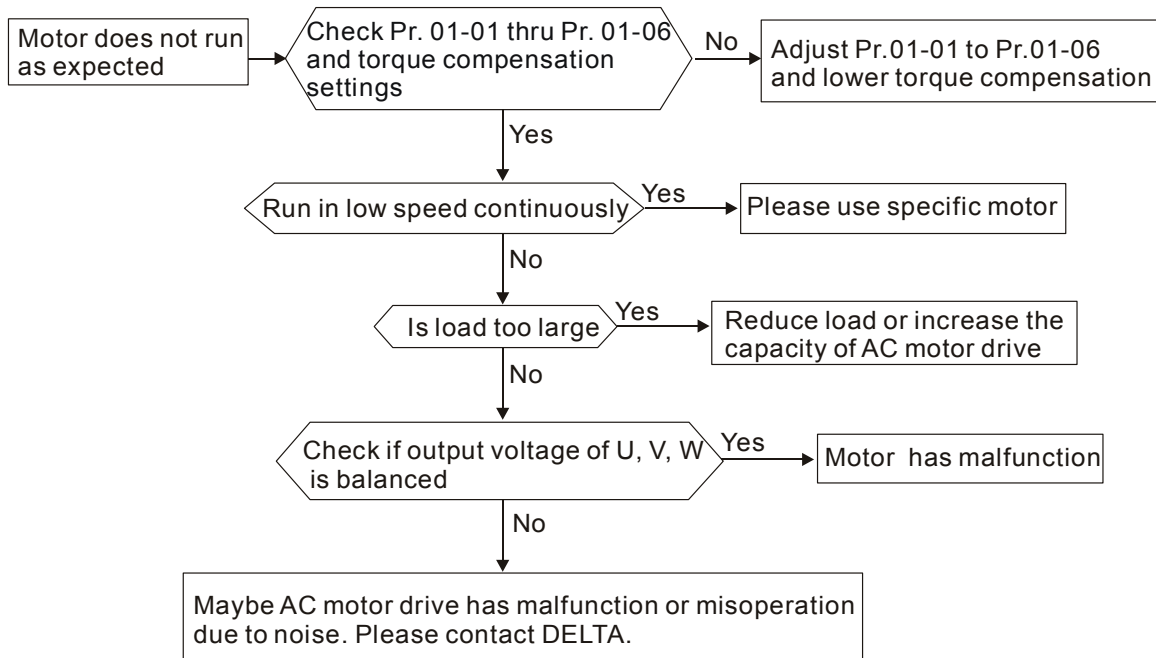 Motor does not run
as expected
Check Pr. 01-01 thru Pr. 01-06
and torque compensation
settings
No
Adjust Pr.01-01 to Pr.01-06
and lower torque compensation
Yes
Run in low speed continuously
Yes
Please use specific motor
No
Is load too large
Yes
Reduce load or increase the
capacity of AC motor drive
No
Check if output voltage of U, V, W
is balanced
Yes
Motor has malfunction
No
Maybe AC motor drive has malfunction or misoperation
due to noise. Please contact DELTA.